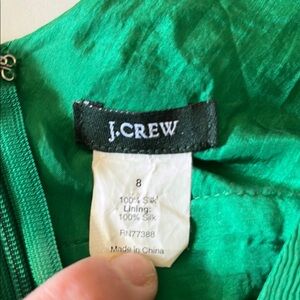 J.CREW
8
100% Silk
Lining:
100% Silk
RN77388
Made in China